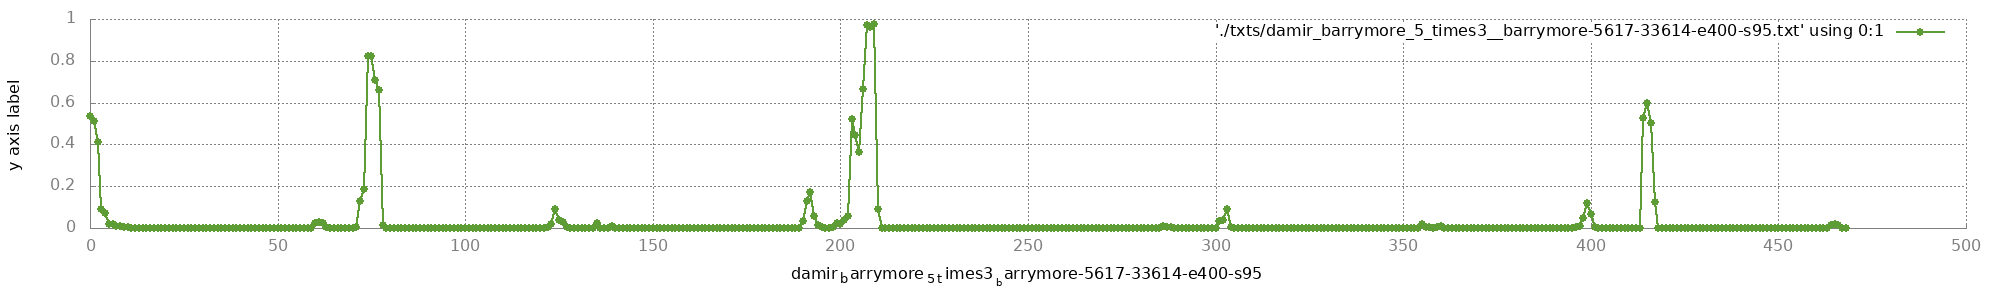 './txts/damir_barrymore_5_times3__barrymore-5617-33614-e400-s95.txt' using 0:1
1
0.8
0.6
0.4
0.2
0
y axis label
0 50 100 150 200 250 300 350 400 450 500
damirbarrymore5times3barrymore-5617-33614-e400-s95